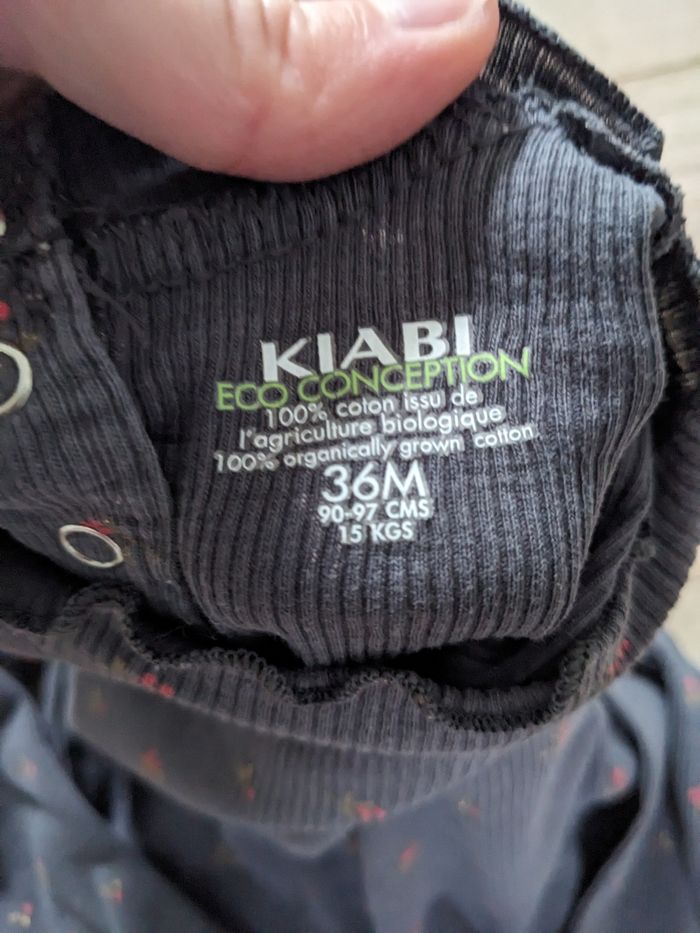 KIABI
ECO CONCEPTION
100% coton issu de
l'agriculture biologique
100% organically grown cotton
36M
90-97 CMS
15 KGS